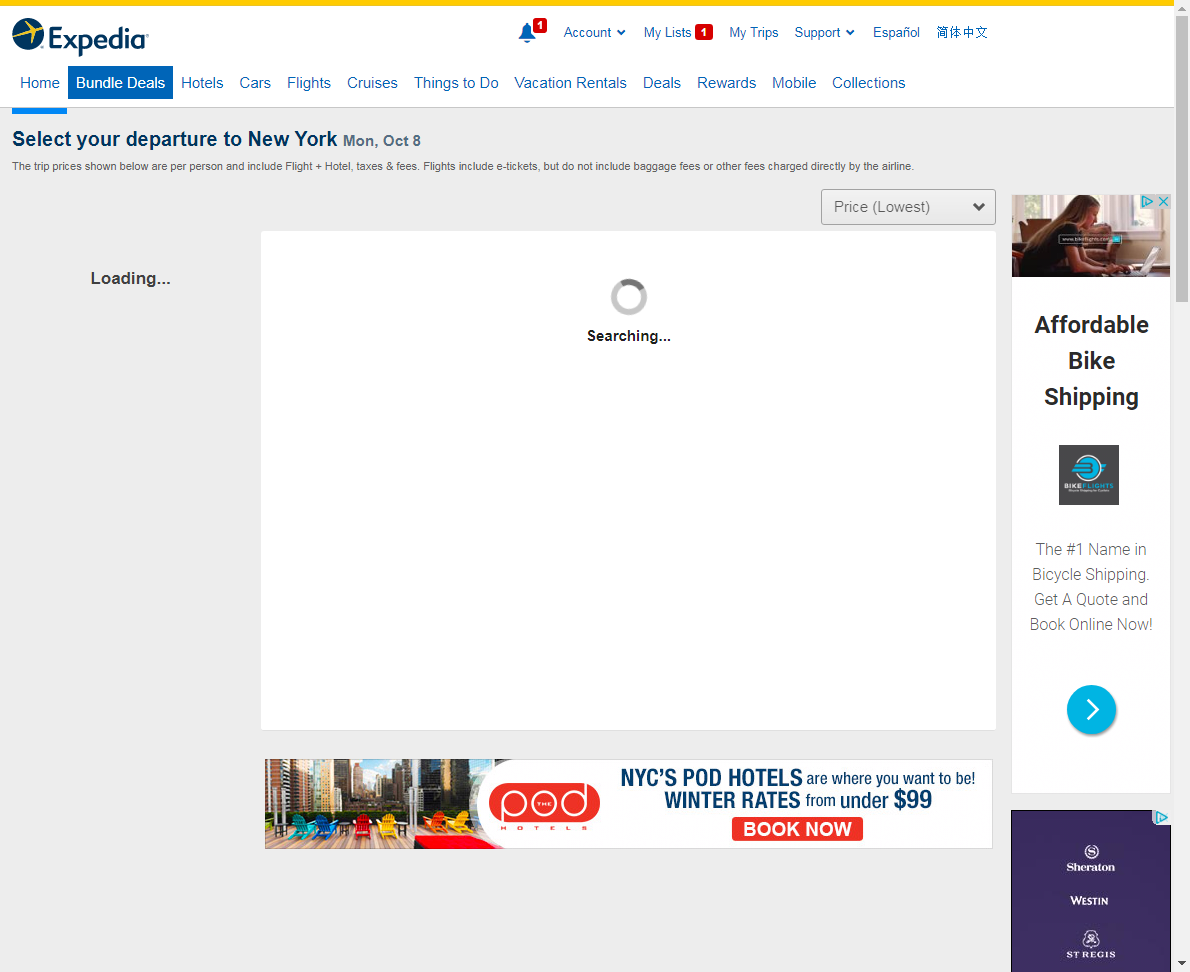 Expedia
1
Account
My Lists 1
My Trips
Support
Español
简体中文
Home
Bundle Deals
Hotels
Cars
Flights
Cruises
Things to Do
Vacation Rentals
Deals
Rewards
Mobile
Collections
Select your departure to New York Mon, Oct 8
The trip prices shown below are per person and include Flight + Hotel, taxes & fees. Flights include e-tickets, but do not include baggage fees or other fees charged directly by the airline.
Price (Lowest)
Loading...
Searching...
www.bikeflights.com
Affordable
Bike
Shipping
BIKEFLIGHTS
The #1 Name in
Bicycle Shipping.
Get A Quote and
Book Online Now!
THE
pod
HOTELS
NYC'S POD HOTELS are where you want to be!
WINTER RATES from under $99
BOOK NOW
Sheraton
WESTIN
ST REGIS